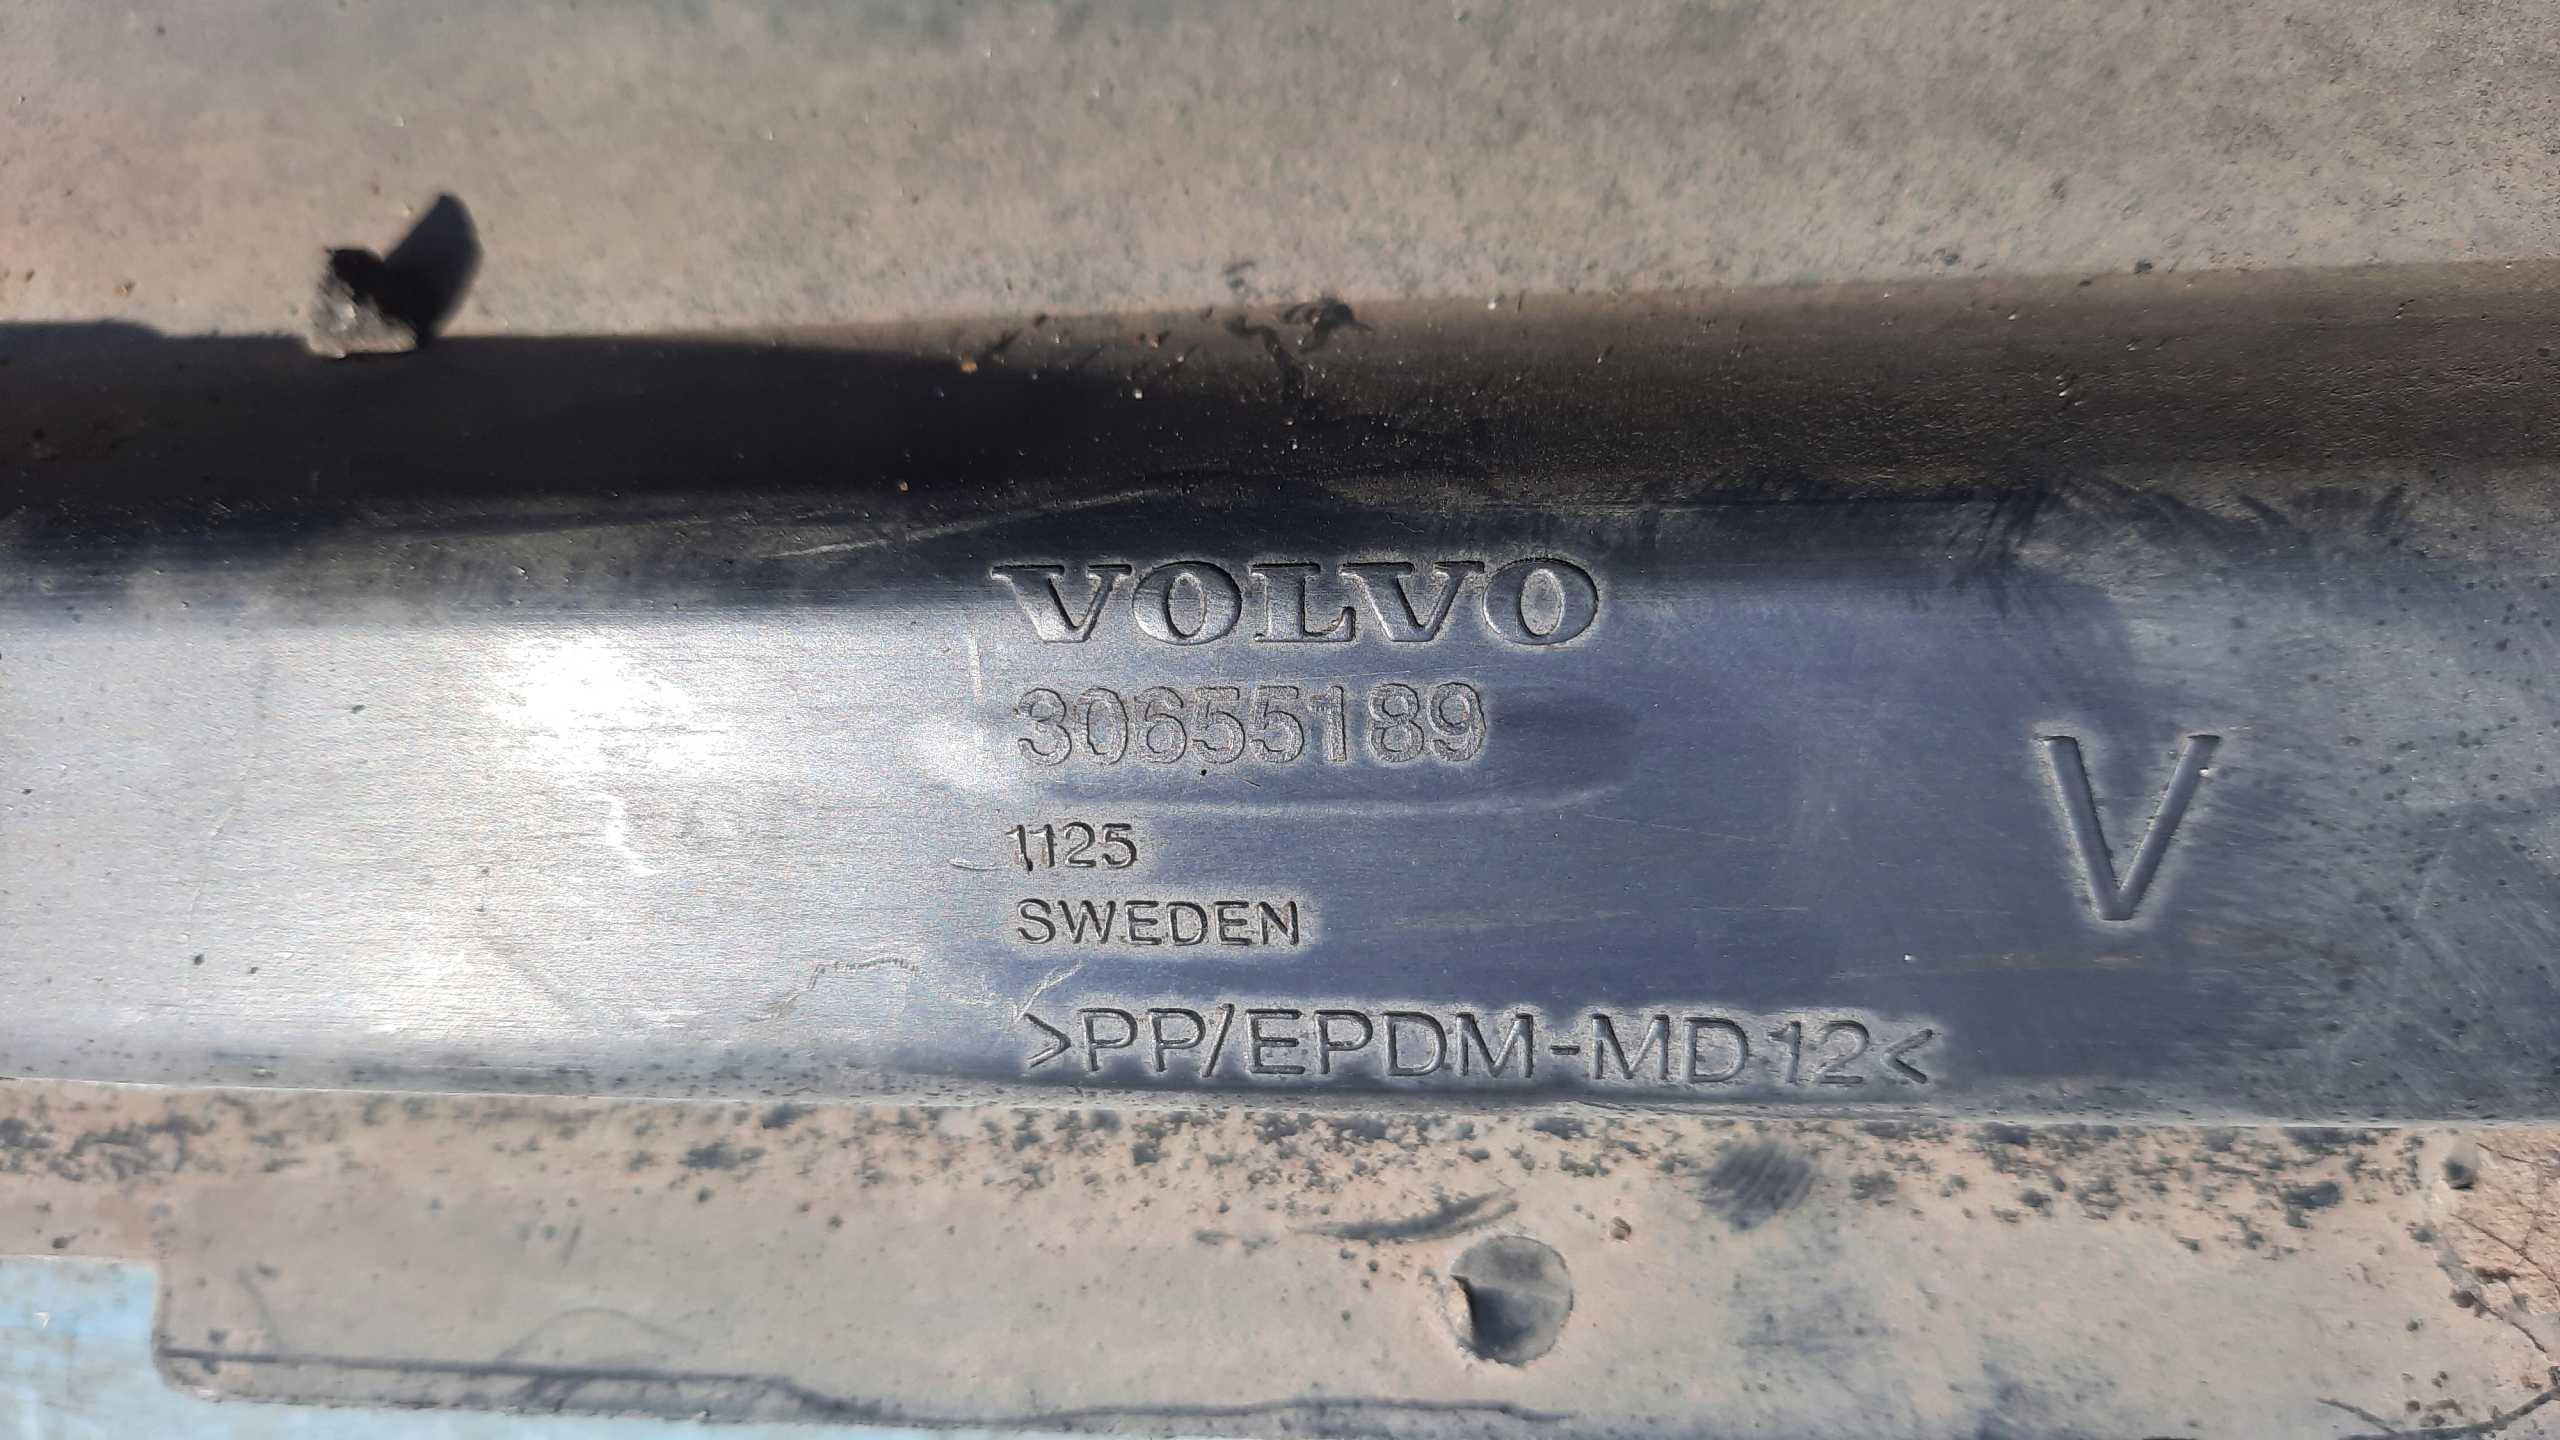 VOLVO
30655189
1125
SWEDEN
>PP/EPDM-MD12<
V